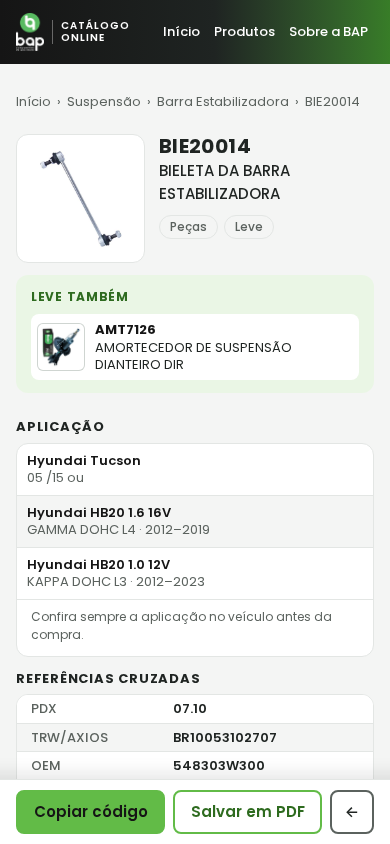 bap
CATÁLOGO
ONLINE
Início Produtos Sobre a BAP
Início › Suspensão › Barra Estabilizadora › BIE20014
BIE20014
BIELETA DA BARRA
ESTABILIZADORA
Peças Leve
LEVE TAMBÉM
AMT7126
AMORTECEDOR DE SUSPENSÃO
DIANTEIRO DIR
APLICAÇÃO
Hyundai Tucson
05 /15 ou
Hyundai HB20 1.6 16V
GAMMA DOHC L4 · 2012–2019
Hyundai HB20 1.0 12V
KAPPA DOHC L3 · 2012–2023
Confira sempre a aplicação no veículo antes da
compra.
REFERÊNCIAS CRUZADAS
PDX 07.10
TRW/AXIOS BR10053102707
OEM 548303W300
Copiar código Salvar em PDF ←